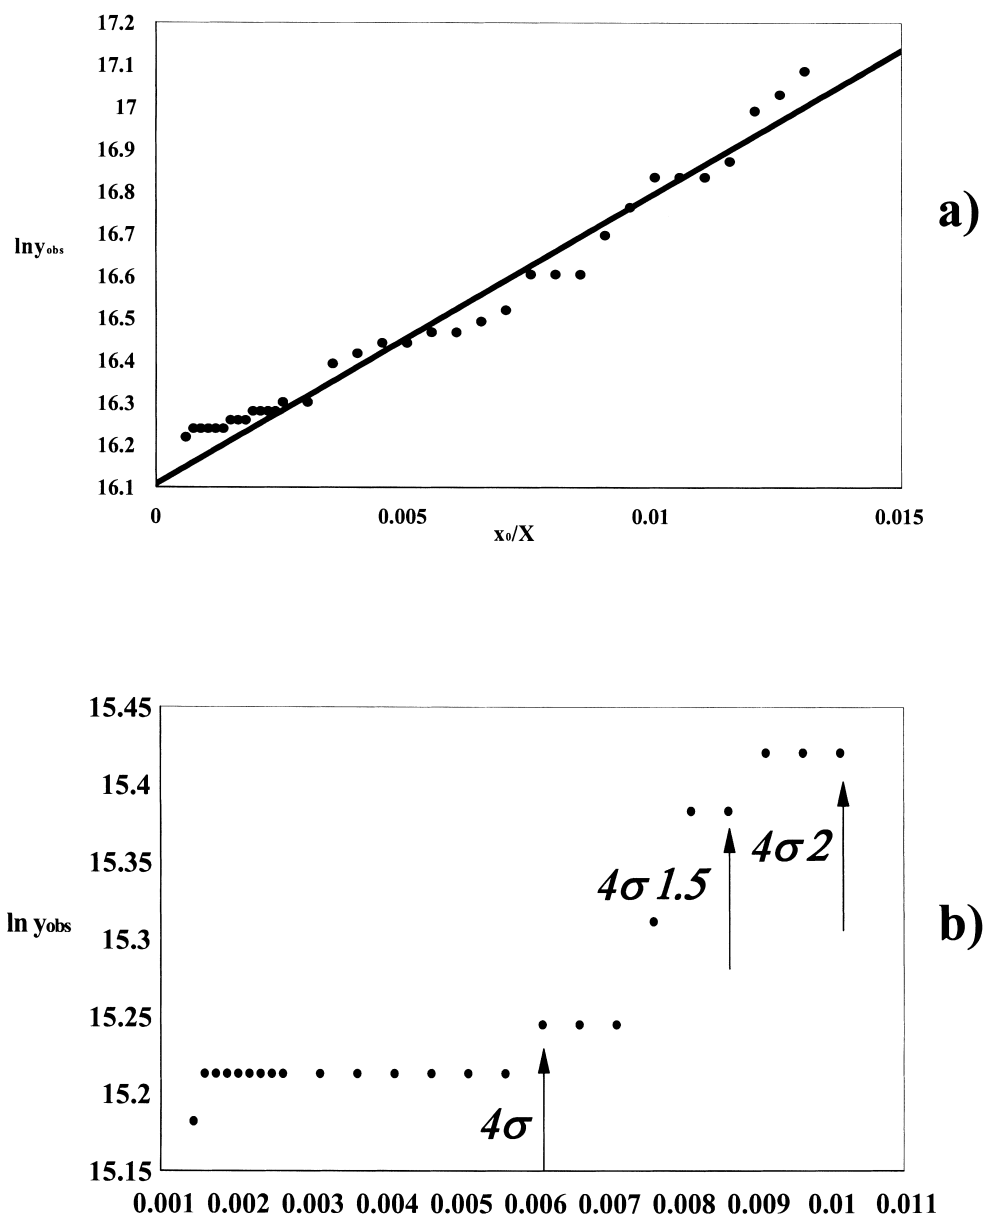 17.2
17.1
17
16.9
16.8
16.7
16.6
16.5
16.4
16.3
16.2
16.1
lny obs
a)
0 0.005 0.01 0.015
x₀/X
15.45
15.4
15.35
15.3
15.25
15.2
15.15
ln yobs
4σ 2
4σ 1.5
4σ
b)
0.001 0.002 0.003 0.004 0.005 0.006 0.007 0.008 0.009 0.01 0.011